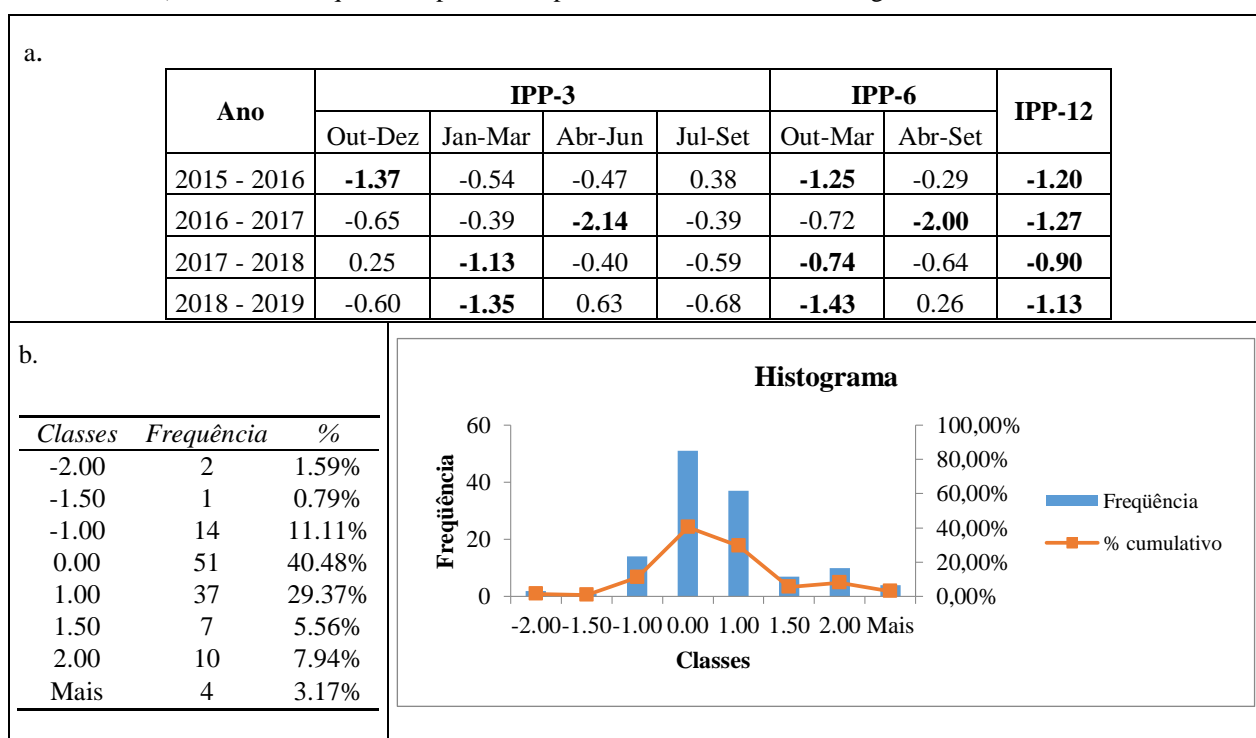 a.
Ano IPP-3 IPP-6 IPP-12
Out-Dez Jan-Mar Abr-Jun Jul-Set Out-Mar Abr-Set
2015 - 2016 -1.37 -0.54 -0.47 0.38 -1.25 -0.29 -1.20
2016 - 2017 -0.65 -0.39 -2.14 -0.39 -0.72 -2.00 -1.27
2017 - 2018 0.25 -1.13 -0.40 -0.59 -0.74 -0.64 -0.90
2018 - 2019 -0.60 -1.35 0.63 -0.68 -1.43 0.26 -1.13
b.
Classes Frequência %
-2.00 2 1.59%
-1.50 1 0.79%
-1.00 14 11.11%
0.00 51 40.48%
1.00 37 29.37%
1.50 7 5.56%
2.00 10 7.94%
Mais 4 3.17%
Histograma
Freqüência
60
40
20
0
100,00%
80,00%
60,00%
40,00%
20,00%
0,00%
-2.00 -1.50 -1.00 0.00 1.00 1.50 2.00 Mais
Classes
Freqüência
% cumulativo